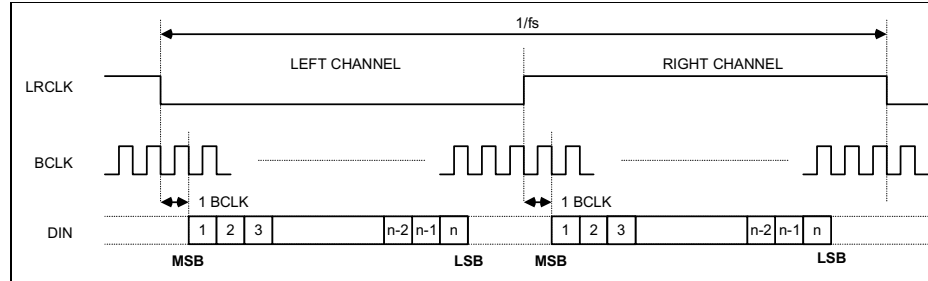 1/fs
LEFT CHANNEL RIGHT CHANNEL
LRCLK
BCLK
1 BCLK 1 BCLK
DIN 1 2 3 n-2 n-1 n 1 2 3 n-2 n-1 n
MSB LSB MSB LSB